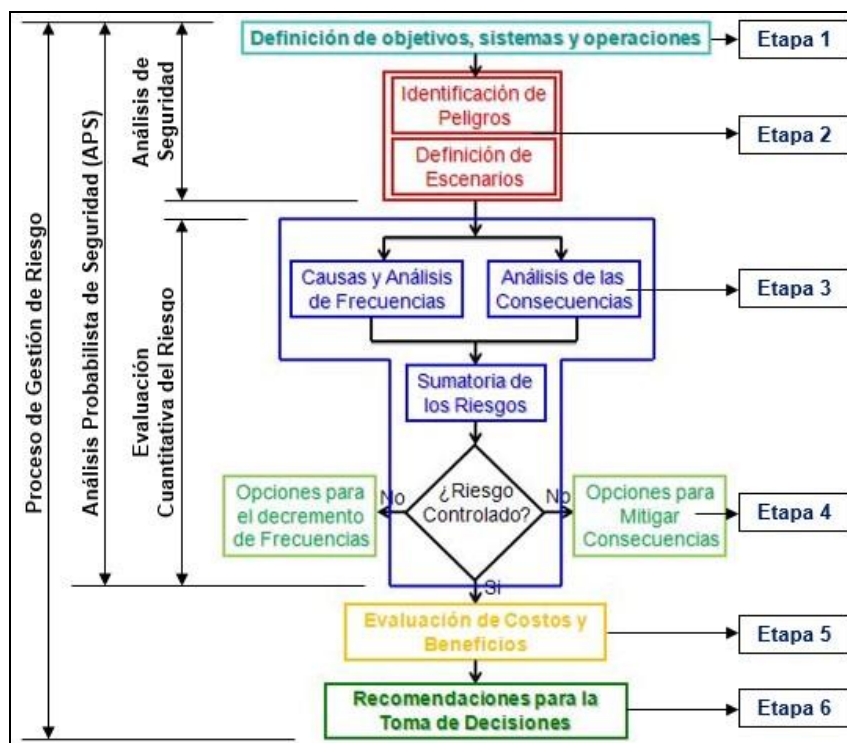 Definición de objetivos, sistemas y operaciones
Etapa 1
Identificación de
Peligros
Etapa 2
Definición de
Escenarios
Causas y Análisis
de Frecuencias
Análisis de las
Consecuencias
Etapa 3
Sumatoria de
los Riesgos
¿Riesgo
Controlado?
No
No
Si
Opciones para
el decremento
de Frecuencias
Opciones para
Mitigar
Consecuencias
Etapa 4
Evaluación de Costos y
Beneficios
Etapa 5
Recomendaciones para la
Toma de Decisiones
Etapa 6
Proceso de Gestión de Riesgo
Análisis Probabilista de Seguridad (APS)
Análisis de
Seguridad
Evaluación
Cuantitativa del Riesgo